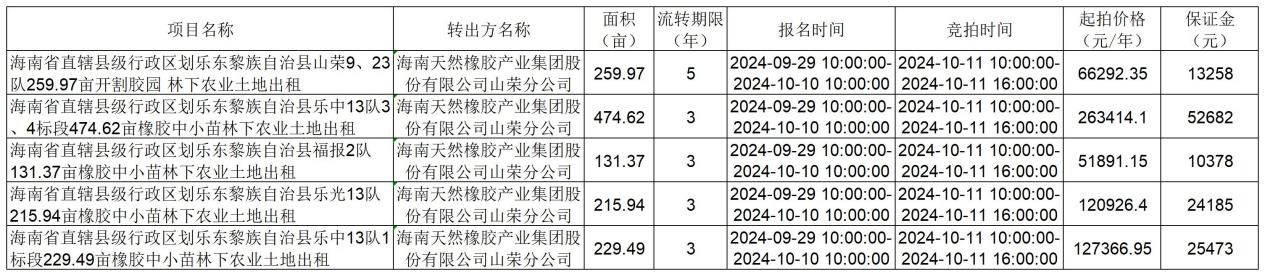 项目名称
转出方名称
面积
（亩）
流转期限
（年）
报名时间
竞拍时间
起拍价格
（元/年）
保证金
（元）
海南省直辖县级行政区划乐东黎族自治县山荣9、23
队259.97亩开割胶园 林下农业土地出租
海南天然橡胶产业集团股
份有限公司山荣分公司
259.97
5
2024-09-29 10:00:00-
2024-10-10 10:00:00
2024-10-11 10:00:00-
2024-10-11 16:00:00
66292.35
13258
海南省直辖县级行政区划乐东黎族自治县乐中13队3
、4标段474.62亩橡胶中小苗林下农业土地出租
海南天然橡胶产业集团股
份有限公司山荣分公司
474.62
3
2024-09-29 10:00:00-
2024-10-10 10:00:00
2024-10-11 10:00:00-
2024-10-11 16:00:00
263414.1
52682
海南省直辖县级行政区划乐东黎族自治县福报2队
131.37亩橡胶中小苗林下农业土地出租
海南天然橡胶产业集团股
份有限公司山荣分公司
131.37
3
2024-09-29 10:00:00-
2024-10-10 10:00:00
2024-10-11 10:00:00-
2024-10-11 16:00:00
51891.15
10378
海南省直辖县级行政区划乐东黎族自治县乐光13队
215.94亩橡胶中小苗林下农业土地出租
海南天然橡胶产业集团股
份有限公司山荣分公司
215.94
3
2024-09-29 10:00:00-
2024-10-10 10:00:00
2024-10-11 10:00:00-
2024-10-11 16:00:00
120926.4
24185
海南省直辖县级行政区划乐东黎族自治县乐中13队1
标段229.49亩橡胶中小苗林下农业土地出租
海南天然橡胶产业集团股
份有限公司山荣分公司
229.49
3
2024-09-29 10:00:00-
2024-10-10 10:00:00
2024-10-11 10:00:00-
2024-10-11 16:00:00
127366.95
25473